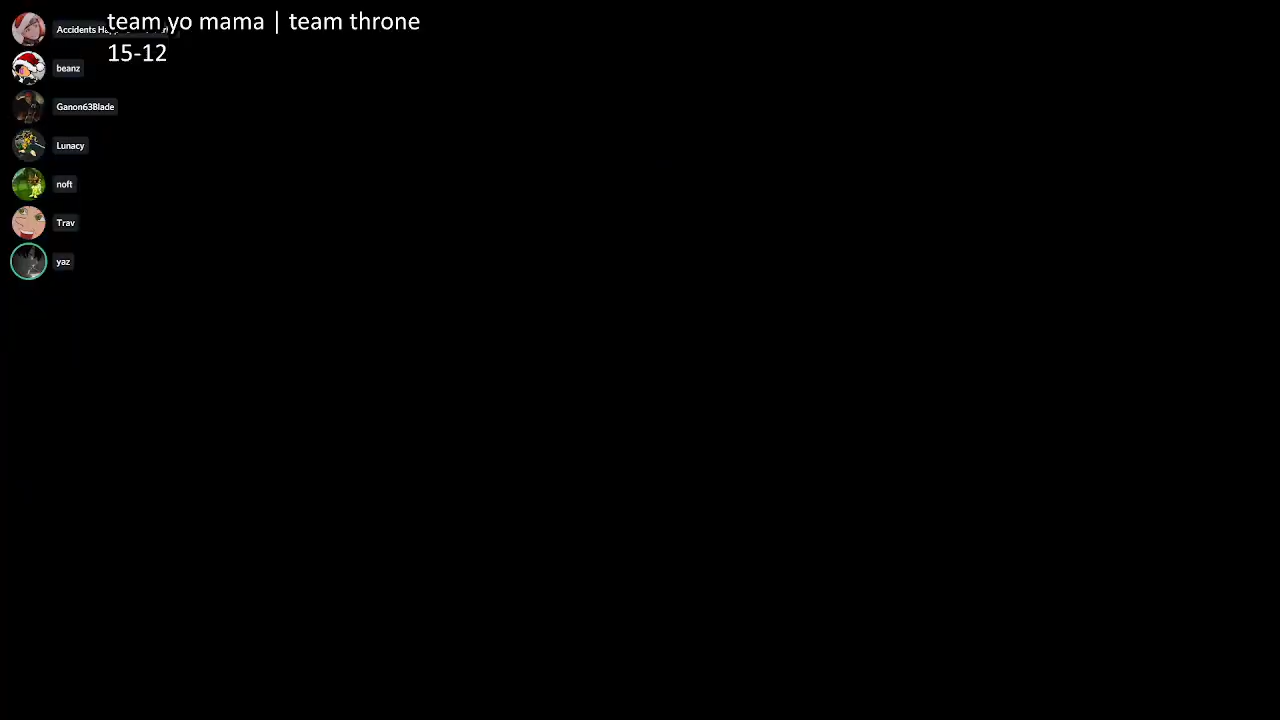 team yo mama | team throne
Accidents
15-12
beanz
Ganon63Blade
Lunacy
noft
Trav
yaz